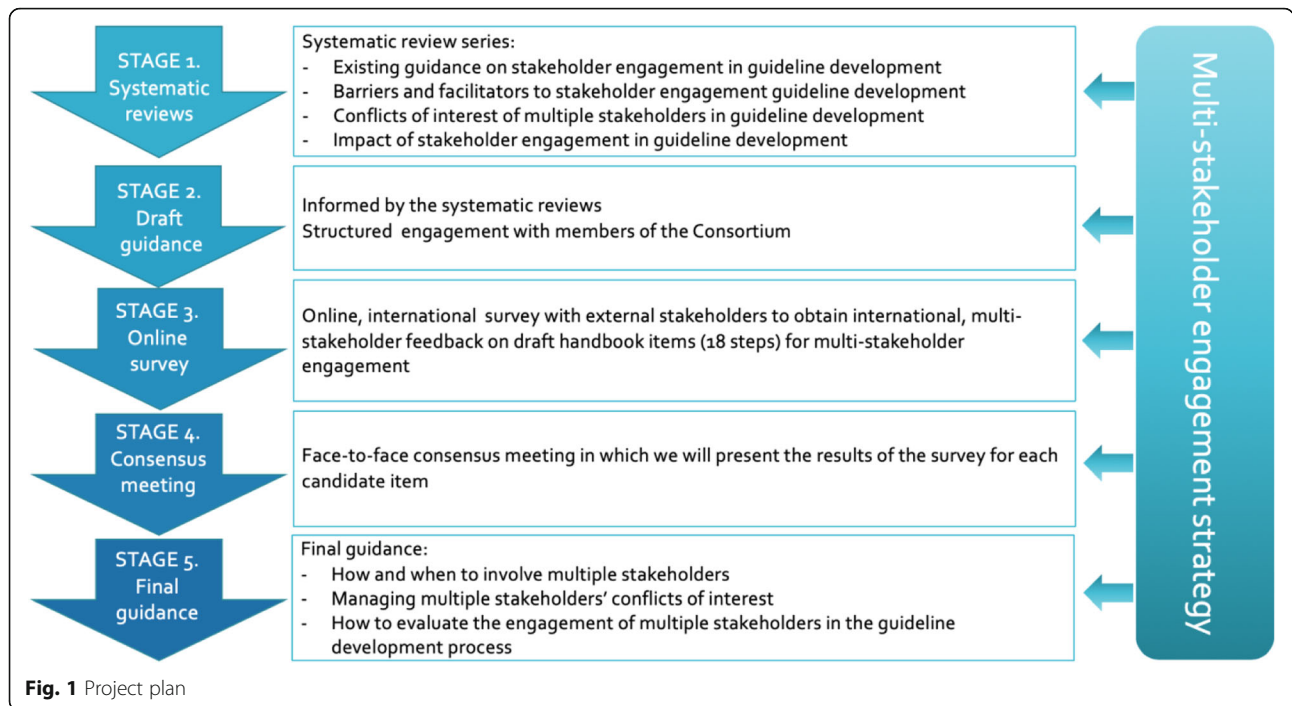 STAGE 1.
Systematic
reviews
Systematic review series:
- Existing guidance on stakeholder engagement in guideline development
- Barriers and facilitators to stakeholder engagement guideline development
- Conflicts of interest of multiple stakeholders in guideline development
- Impact of stakeholder engagement in guideline development
STAGE 2.
Draft
guidance
Informed by the systematic reviews
Structured engagement with members of the Consortium
STAGE 3.
Online
survey
Online, international survey with external stakeholders to obtain international, multi-
stakeholder feedback on draft handbook items (18 steps) for multi-stakeholder
engagement
STAGE 4.
Consensus
meeting
Face-to-face consensus meeting in which we will present the results of the survey for each
candidate item
STAGE 5.
Final
guidance
Final guidance:
- How and when to involve multiple stakeholders
- Managing multiple stakeholders' conflicts of interest
- How to evaluate the engagement of multiple stakeholders in the guideline
development process
Multi-stakeholder engagement strategy
Fig. 1 Project plan